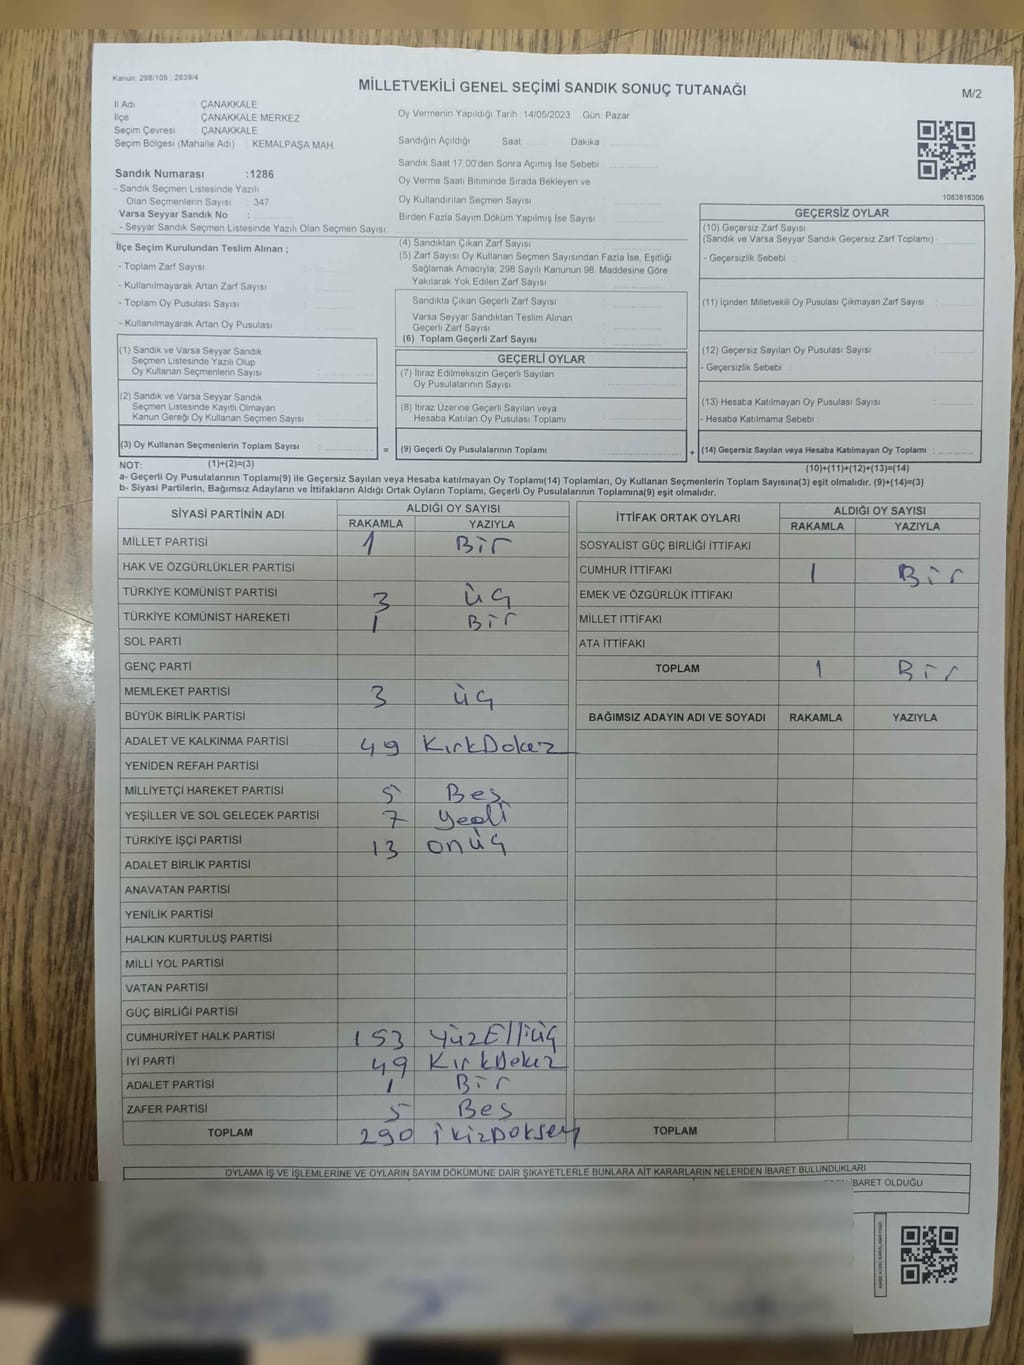 Kanun: 298/105 , 2839/4
MİLLETVEKİLİ GENEL SEÇİMİ SANDIK SONUÇ TUTANAĞI
M/2
İl Adı : ÇANAKKALE
İlçe : ÇANAKKALE MERKEZ
Seçim Çevresi : ÇANAKKALE
Seçim Bölgesi (Mahalle Adı) : KEMALPAŞA MAH
Sandık Numarası :1286
- Sandık Seçmen Listesinde Yazılı
Olan Seçmenlerin Sayısı : 347
Varsa Seyyar Sandık No :
- Seyyar Sandık Seçmen Listesinde Yazılı Olan Seçmen Sayısı:
Oy Vermenin Yapıldığı Tarih :14/05/2023 Gün: Pazar
Sandığın Açıldığı Saat: Dakika :
Sandık Saat 17.00'den Sonra Açımış İse Sebebi :
Oy Verme Saati Bitiminde Sırada Bekleyen ve
Oy Kullandırılan Seçmen Sayısı :
Birden Fazla Sayım Döküm Yapılmış İse Sayısı :
1083816306
İlçe Seçim Kurulundan Teslim Alınan ;
- Toplam Zarf Sayısı :
- Kullanılmayarak Artan Zarf Sayısı :
- Toplam Oy Pusulası Sayısı :
- Kullanılmayarak Artan Oy Pusulası :
(1) Sandık ve Varsa Seyyar Sandık
Seçmen Listesinde Yazılı Olup
Oy Kullanan Seçmenlerin Sayısı :
(2) Sandık ve Varsa Seyyar Sandık
Seçmen Listesinde Kayıtlı Olmayan
Kanun Gereği Oy Kullanan Seçmen Sayısı :
(3) Oy Kullanan Seçmenlerin Toplam Sayısı :
(1)+(2)=(3)
(4) Sandıktan Çıkan Zarf Sayısı :
(5) Zarf Sayısı Oy Kullanan Seçmen Sayısından Fazla İse, Eşitliği
Sağlamak Amacıyla; 298 Sayılı Kanunun 98. Maddesine Göre
Yakılarak Yok Edilen Zarf Sayısı :
Sandıkta Çıkan Geçerli Zarf Sayısı :
Varsa Seyyar Sandıktan Teslim Alınan
Geçerli Zarf Sayısı :
(6) Toplam Geçerli Zarf Sayısı :
GEÇERLİ OYLAR
(7) İtiraz Edilmeksizin Geçerli Sayılan
Oy Pusulalarının Sayısı :
(8) İtiraz Üzerine Geçerli Sayılan veya
Hesaba Katılan Oy Pusulası Toplamı :
= (9) Geçerli Oy Pusulalarının Toplamı :
GEÇERSİZ OYLAR
(10) Geçersiz Zarf Sayısı
(Sandık ve Varsa Seyyar Sandık Geçersiz Zarf Toplamı) :
- Geçersizlik Sebebi :
(11) İçinden Milletvekili Oy Pusulası Çıkmayan Zarf Sayısı :
(12) Geçersiz Sayılan Oy Pusulası Sayısı :
- Geçersizlik Sebebi :
(13) Hesaba Katılmayan Oy Pusulası Sayısı :
- Hesaba Katılmama Sebebi :
+ (14) Geçersiz Sayılan veya Hesaba Katılmayan Oy Toplamı :
(10)+(11)+(12)+(13)=(14)
NOT:
a- Geçerli Oy Pusulalarının Toplamı(9) ile Geçersiz Sayılan veya Hesaba katılmayan Oy Toplamı(14) Toplamları, Oy Kullanan Seçmenlerin Toplam Sayısına(3) eşit olmalıdır. (9)+(14)=(3)
b- Siyasi Partilerin, Bağımsız Adayların ve İttifakların Aldığı Ortak Oyların Toplamı, Geçerli Oy Pusulalarının Toplamına(9) eşit olmalıdır.
SİYASİ PARTİNİN ADI ALDIĞI OY SAYISI
RAKAMLA YAZIYLA
MİLLET PARTİSİ 1 Bir
HAK VE ÖZGÜRLÜKLER PARTİSİ
TÜRKİYE KOMÜNİST PARTİSİ 3 üç
TÜRKİYE KOMÜNİST HAREKETİ 1 Bir
SOL PARTİ
GENÇ PARTİ
MEMLEKET PARTİSİ 3 üç
BÜYÜK BİRLİK PARTİSİ
ADALET VE KALKINMA PARTİSİ 49 KırkDokuz
YENİDEN REFAH PARTİSİ
MİLLİYETÇİ HAREKET PARTİSİ 5 Beş
YEŞİLLER VE SOL GELECEK PARTİSİ 7 yedi
TÜRKİYE İŞÇİ PARTİSİ 13 onüç
ADALET BİRLİK PARTİSİ
ANAVATAN PARTİSİ
YENİLİK PARTİSİ
HALKIN KURTULUŞ PARTİSİ
MİLLİ YOL PARTİSİ
VATAN PARTİSİ
GÜÇ BİRLİĞİ PARTİSİ
CUMHURİYET HALK PARTİSİ 153 YüzElliüç
İYİ PARTİ 49 KırkDokuz
ADALET PARTİSİ 1 Bir
ZAFER PARTİSİ 5 Beş
TOPLAM 290 ikizDoksan
İTTİFAK ORTAK OYLARI ALDIĞI OY SAYISI
RAKAMLA YAZIYLA
SOSYALİST GÜÇ BİRLİĞİ İTTİFAKI
CUMHUR İTTİFAKI 1 Bir
EMEK VE ÖZGÜRLÜK İTTİFAKI
MİLLET İTTİFAKI
ATA İTTİFAKI
TOPLAM 1 Bir
BAĞIMSIZ ADAYIN ADI VE SOYADI RAKAMLA YAZIYLA
TOPLAM
OYLAMA İŞ VE İŞLEMLERİNE VE OYLARIN SAYIM DÖKÜMÜNE DAİR ŞİKAYETLERLE BUNLARA AİT KARARLARIN NELERDEN İBARET BULUNDUKLARI
İBARET OLDUĞU